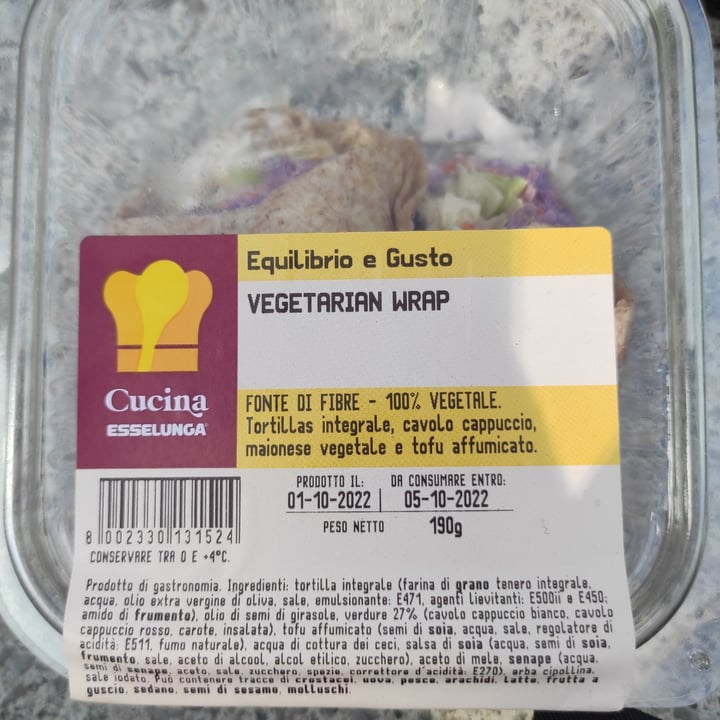 Equilibrio e Gusto
VEGETARIAN WRAP
Cucina
ESSELUNGA
FONTE DI FIBRE - 100% VEGETALE.
Tortillas integrale, cavolo cappuccio,
maionese vegetale e tofu affumicato.
PRODOTTO IL: DA CONSUMARE ENTRO:
01-10-2022 05-10-2022
PESO NETTO 190g
8 002330 131524
CONSERVARE TRA 0 E +4°C.
Prodotto di gastronomia. Ingredienti: tortilla integrale (farina di grano tenero integrale,
acqua, olio extra vergine di oliva, sale, emulsionante: E471, agenti lievitanti: E500ii e E450;
amido di frumento), olio di semi di girasole, verdure 27% (cavolo cappuccio bianco, cavolo
cappuccio rosso, carote, insalata), tofu affumicato (semi di soia, acqua, sale, regolatore di
acidità: E511, fumo naturale), acqua di cottura dei ceci, salsa di soia (acqua, semi di soia,
frumento, sale, aceto di alcool, alcol etilico, zucchero), aceto di mele, senape (acqua,
semi di senape, aceto, sale, zucchero, spezie, correttore d'acidità: E270), erba cipollina,
sale iodato. Può contenere tracce di crostacei, uova, pesce, arachidi, latte, frutta a
guscio, sedano, semi di sesamo, molluschi.